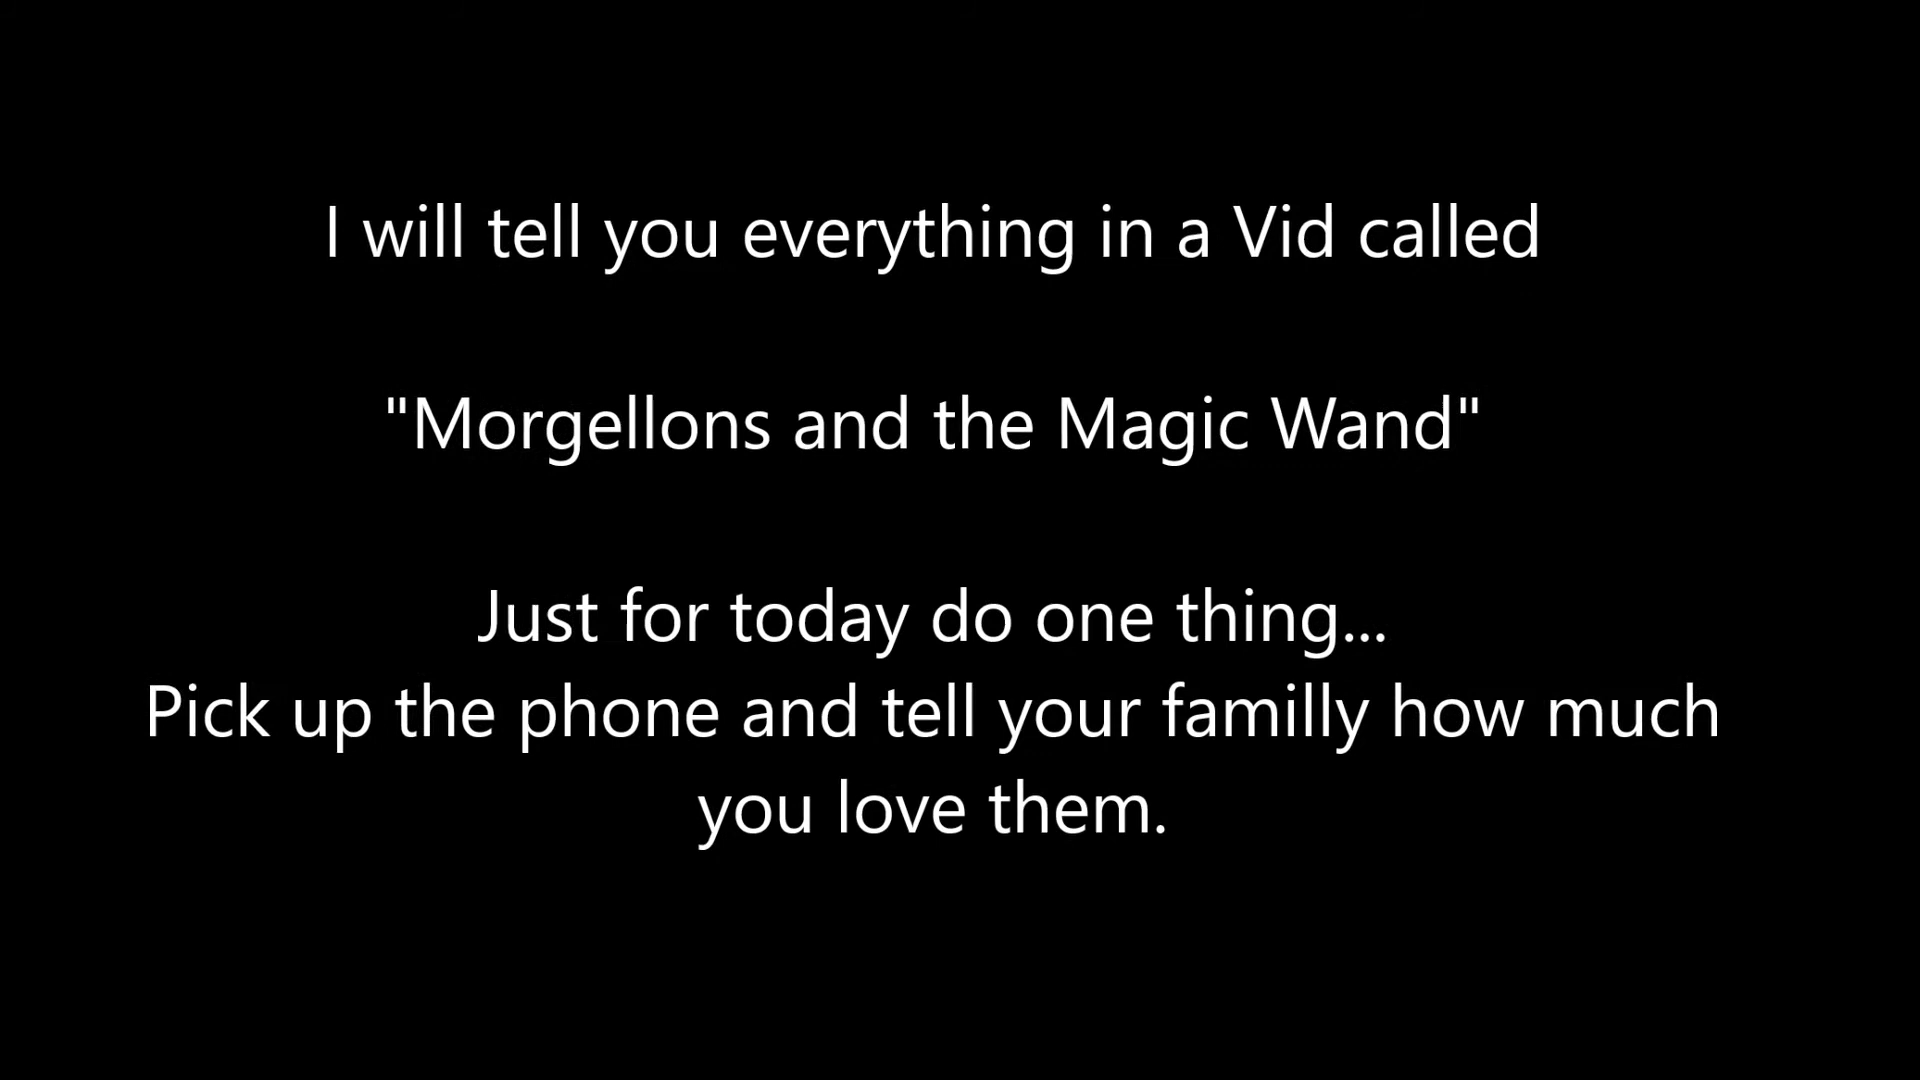 I will tell you everything in a Vid called
"Morgellons and the Magic Wand"
Just for today do one thing...
Pick up the phone and tell your familly how much
you love them.